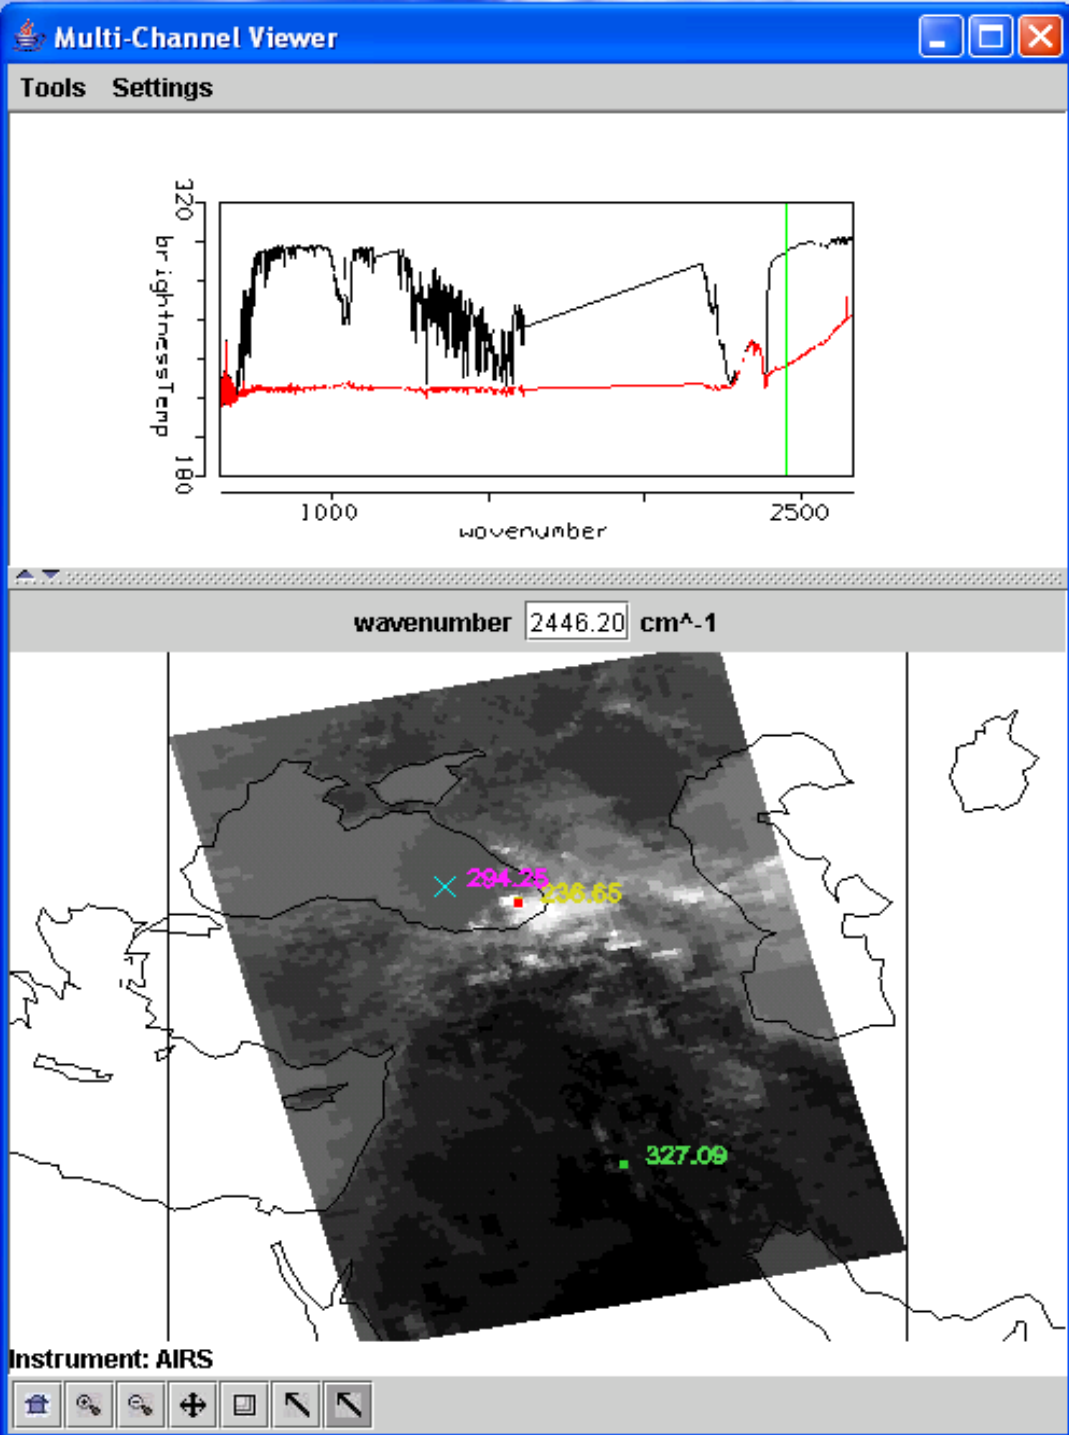 Multi-Channel Viewer
Tools Settings
320
brightnessTemp
180
1000 2500
wavenumber
wavenumber 2446.20 cm^-1
294.25
236.65
327.09
Instrument: AIRS